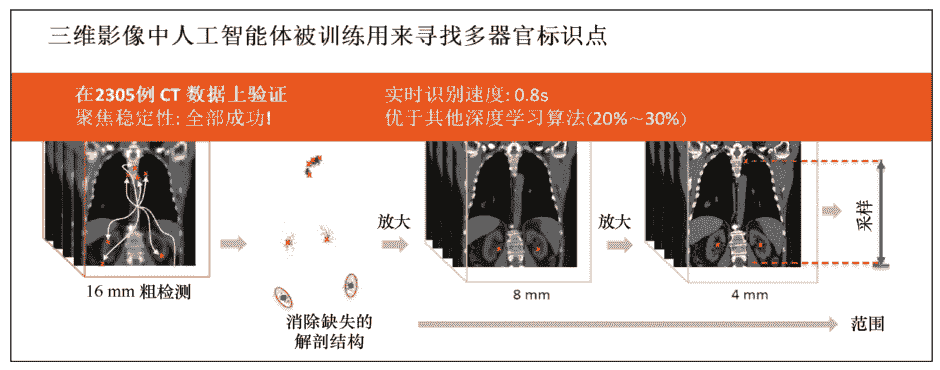 三维影像中人工智能体被训练用来寻找多器官标识点
在2305例 CT 数据上验证
聚焦稳定性: 全部成功!
实时识别速度: 0.8s
优于其他深度学习算法(20%～30%)
放大
放大
采样
16 mm 粗检测
8 mm
4 mm
消除缺失的
解剖结构
范围